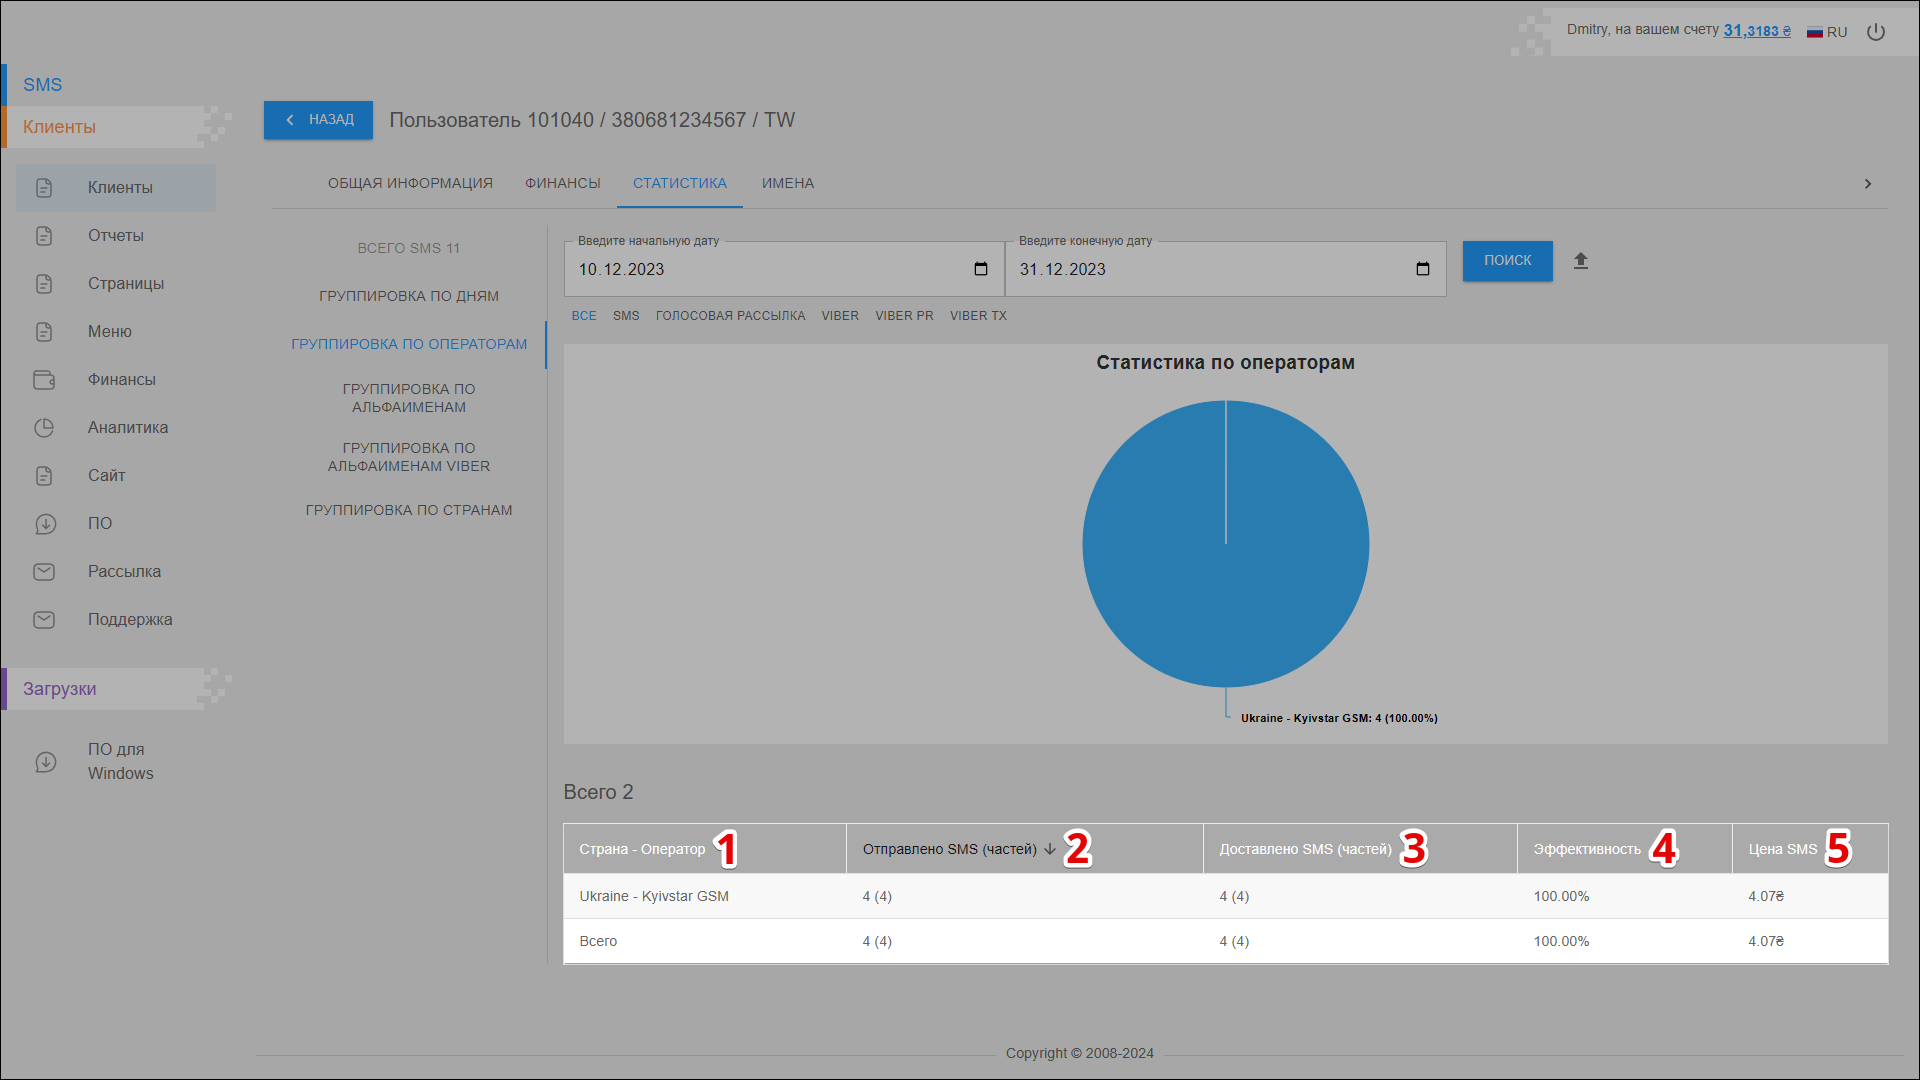 Dmitry, на вашем счету 31,3183 ₴
RU
SMS
Клиенты
НАЗАД
Пользователь 101040 / 380681234567 / TW
Клиенты
Отчеты
Страницы
Меню
Финансы
Аналитика
Сайт
ПО
Рассылка
Поддержка
Загрузки
ПО для
Windows
ОБЩАЯ ИНФОРМАЦИЯ ФИНАНСЫ СТАТИСТИКА ИМЕНА
ВСЕГО SMS 11
ГРУППИРОВКА ПО ДНЯМ
ГРУППИРОВКА ПО ОПЕРАТОРАМ
ГРУППИРОВКА ПО
АЛЬФАИМЕНАМ
ГРУППИРОВКА ПО
АЛЬФАИМЕНАМ VIBER
ГРУППИРОВКА ПО СТРАНАМ
Введите начальную дату
10.12.2023
Введите конечную дату
31.12.2023
ПОИСК
ВСЕ SMS ГОЛОСОВАЯ РАССЫЛКА VIBER VIBER PR VIBER TX
Статистика по операторам
Ukraine - Kyivstar GSM: 4 (100.00%)
Всего 2
Страна - Оператор 1 Отправлено SMS (частей) 2 Доставлено SMS (частей) 3 Эффективность 4 Цена SMS 5
Ukraine - Kyivstar GSM 4 (4) 4 (4) 100.00% 4.07₴
Всего 4 (4) 4 (4) 100.00% 4.07₴
Copyright © 2008-2024